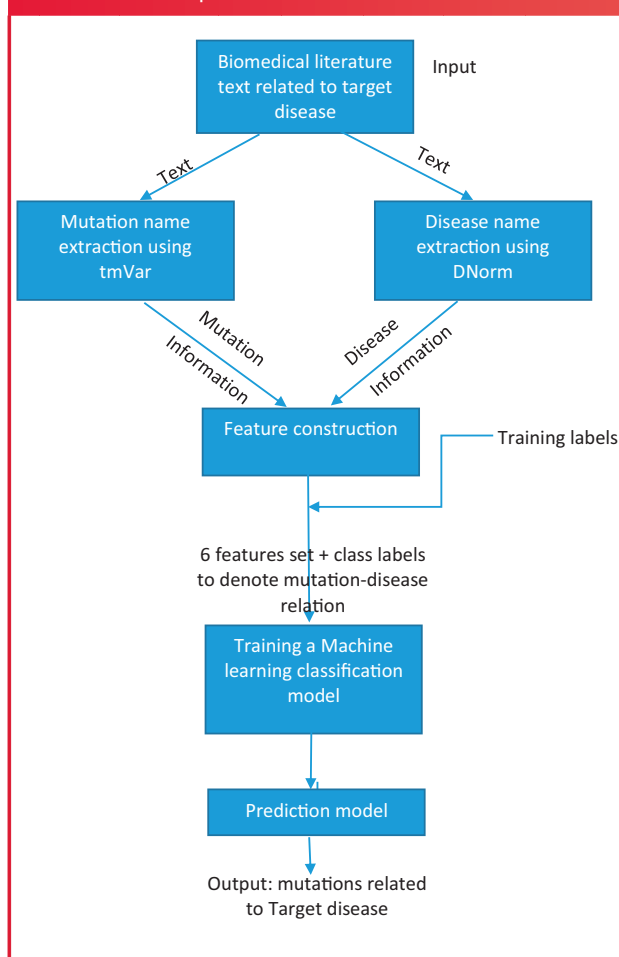 Biomedical literature
text related to target
disease
Input
Text
Text
Mutation name
extraction using
tmVar
Disease name
extraction using
DNorm
Mutation
Information
Disease
Information
Feature construction
Training labels
6 features set + class labels
to denote mutation-disease
relation
Training a Machine
learning classification
model
Prediction model
Output: mutations related
to Target disease